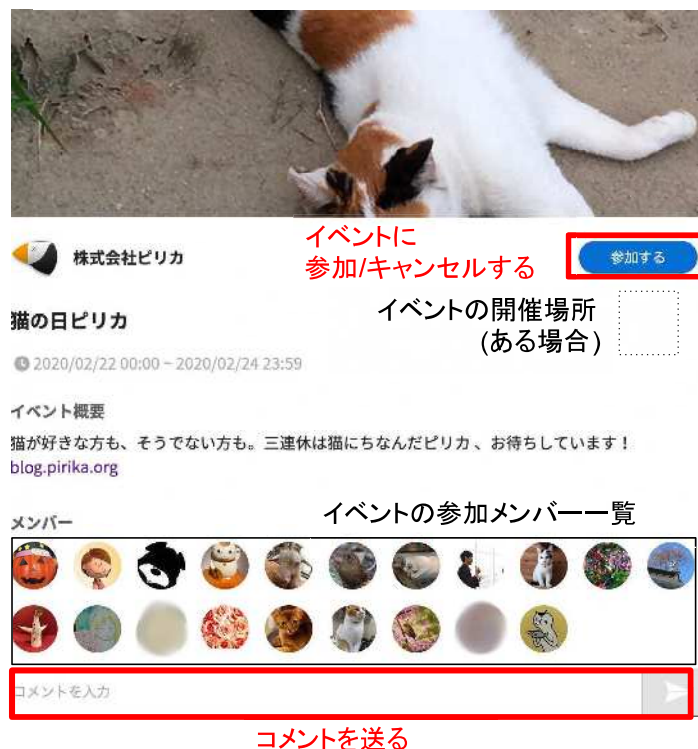 株式会社ピリカ
イベントに
参加/キャンセルする
参加する
猫の日ピリカ
イベントの開催場所
(ある場合)
2020/02/22 00:00 ~ 2020/02/24 23:59
イベント概要
猫が好きな方も、そうでない方も。三連休は猫にちなんだピリカ、お待ちしています！
blog.pirika.org
メンバー
イベントの参加メンバー一覧
コメントを入力
コメントを送る